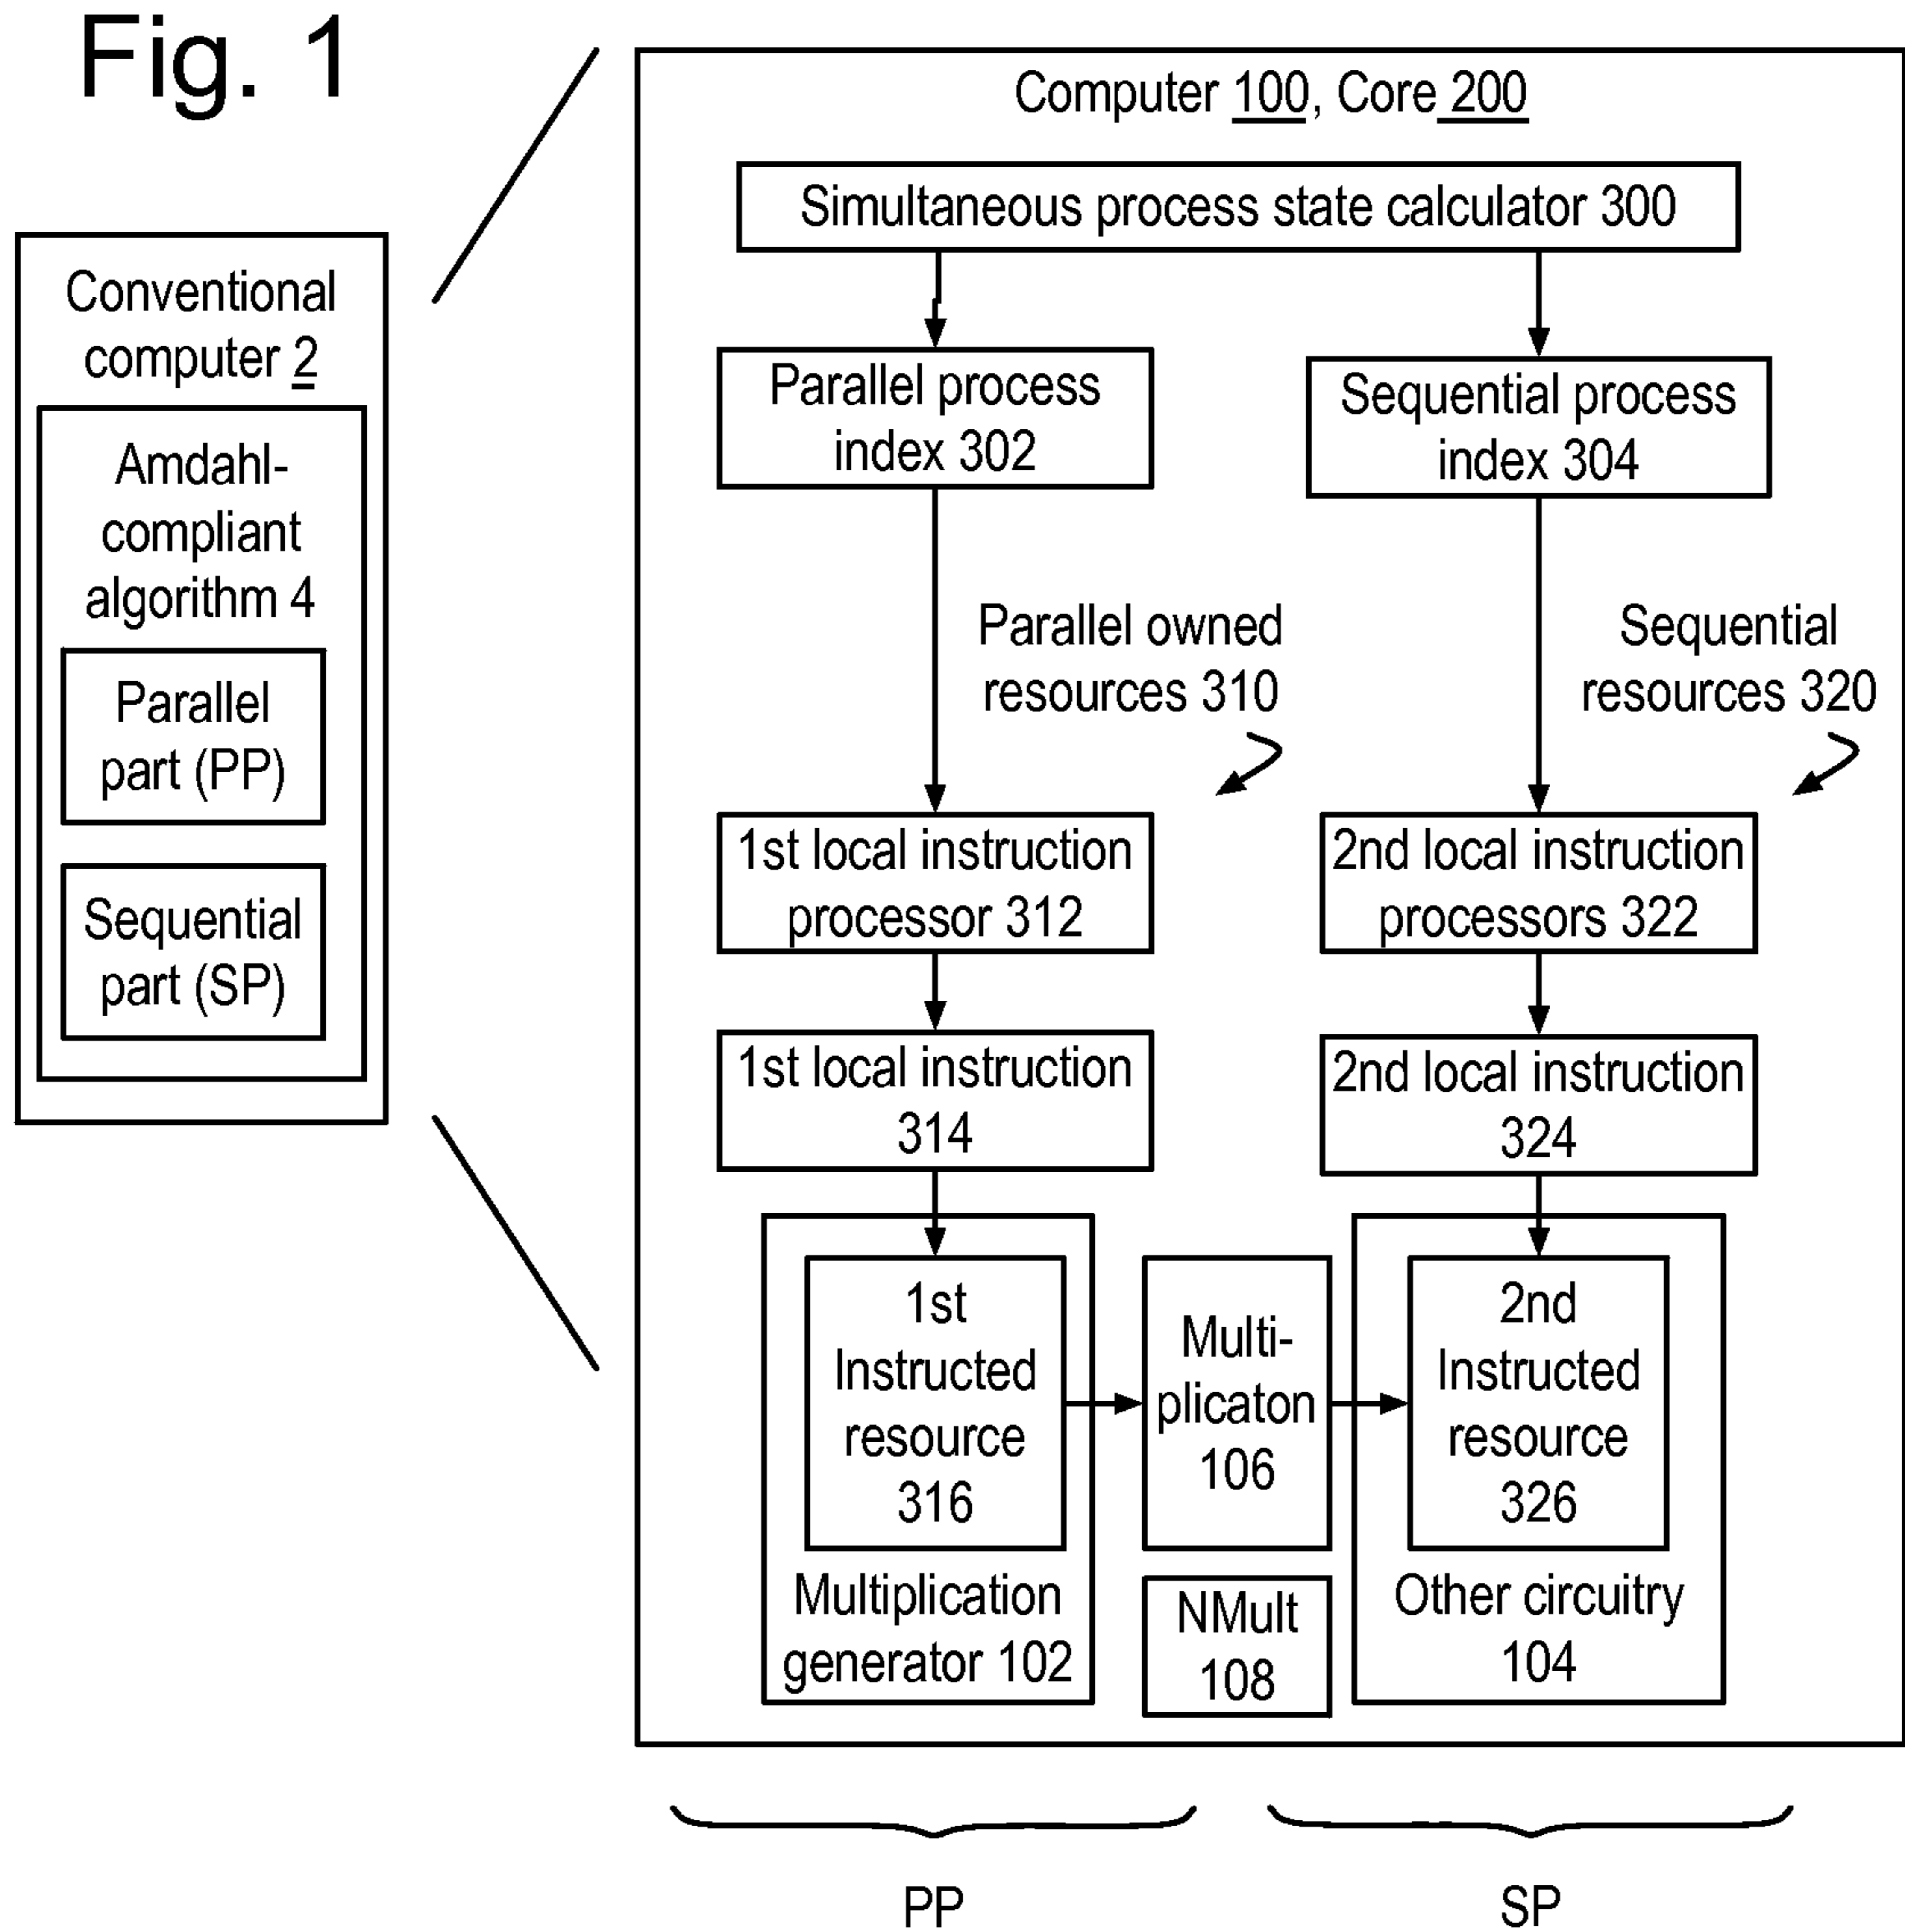 Fig. 1
Conventional
computer 2
Amdahl-
compliant
algorithm 4
Parallel
part (PP)
Sequential
part (SP)
Computer 100, Core 200
Simultaneous process state calculator 300
Parallel process
index 302
Sequential process
index 304
Parallel owned
resources 310
Sequential
resources 320
1st local instruction
processor 312
2nd local instruction
processors 322
1st local instruction
314
2nd local instruction
324
1st
Instructed
resource
316
Multiplication
generator 102
Multi-
plicaton
106
NMult
108
2nd
Instructed
resource
326
Other circuitry
104
PP
SP